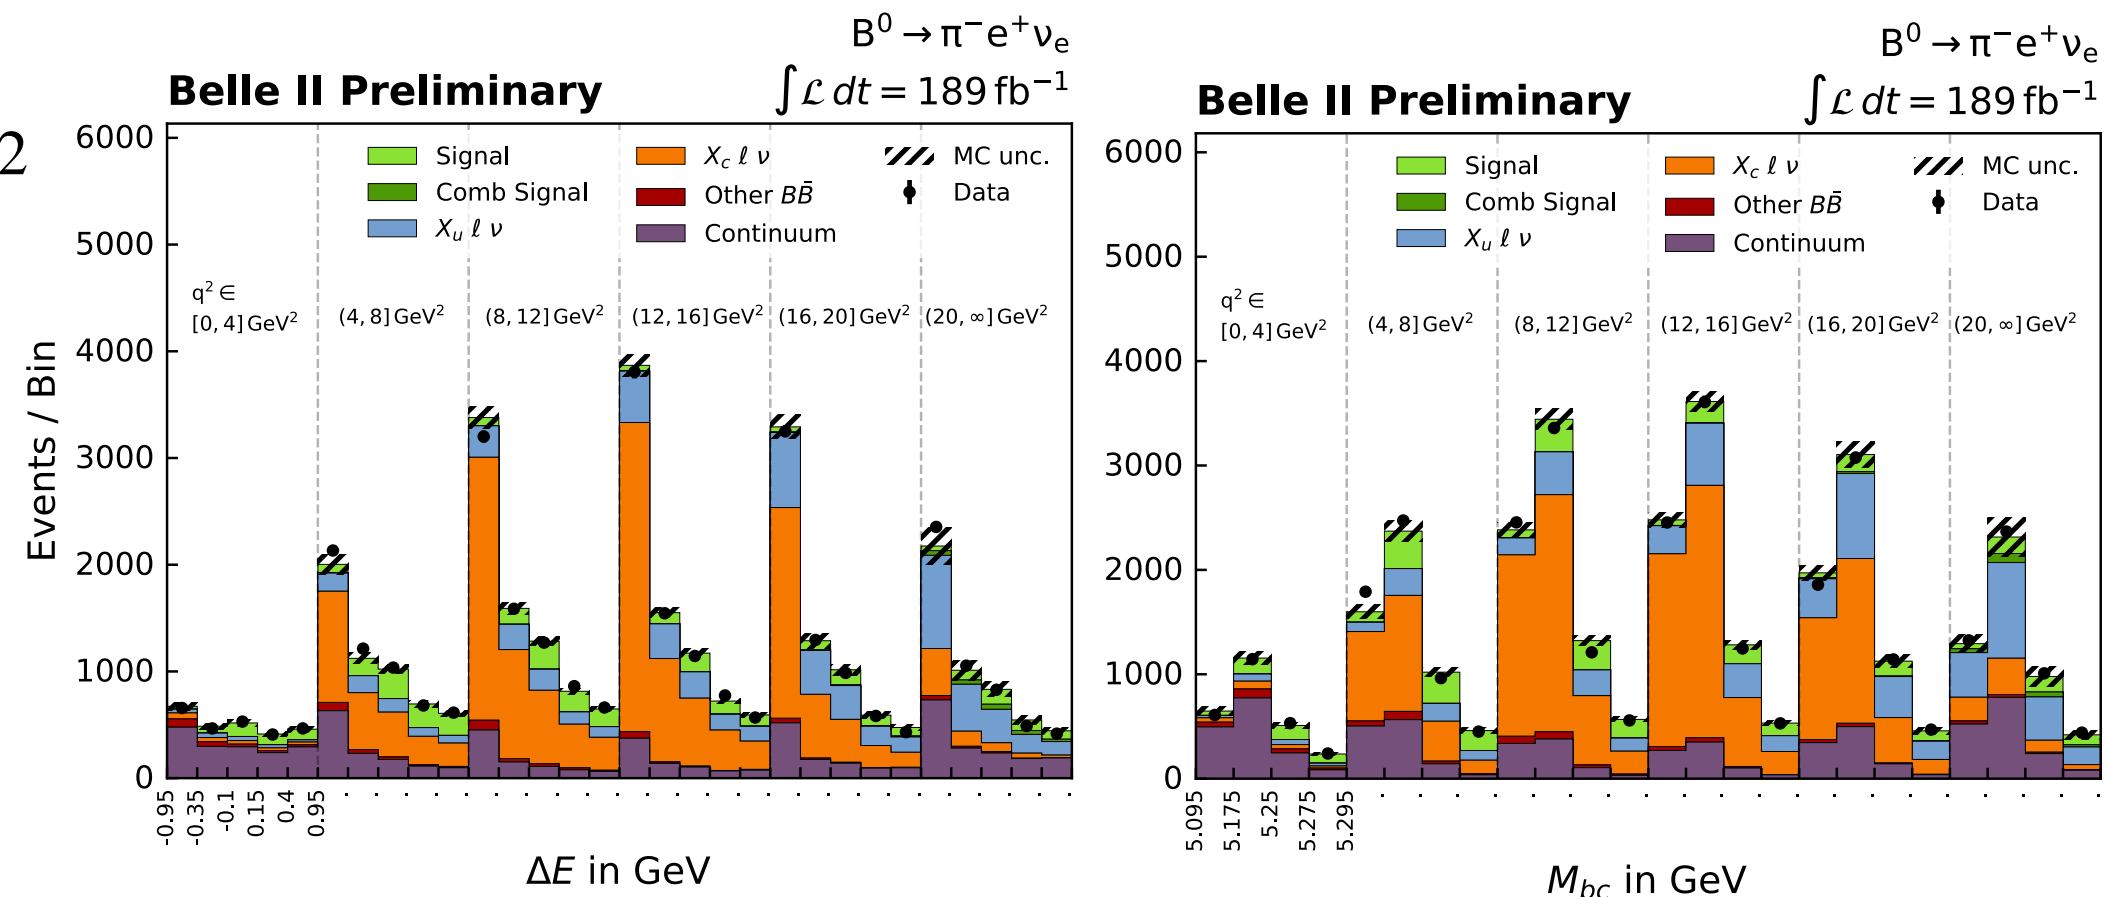 2
B⁰ → π⁻e⁺νₑ
Belle II Preliminary
∫ℒ dt = 189 fb⁻¹
Signal
Comb Signal
Xᵤ ℓ ν
X_c ℓ ν
Other BB̄
Continuum
MC unc.
Data
q² ∈
[0, 4] GeV²
(4, 8] GeV²
(8, 12] GeV²
(12, 16] GeV²
(16, 20] GeV²
(20, ∞] GeV²
Events / Bin
6000
5000
4000
3000
2000
1000
0
-0.95
-0.35
-0.1
0.15
0.4
0.95
ΔE in GeV
B⁰ → π⁻e⁺νₑ
Belle II Preliminary
∫ℒ dt = 189 fb⁻¹
Signal
Comb Signal
Xᵤ ℓ ν
X_c ℓ ν
Other BB̄
Continuum
MC unc.
Data
q² ∈
[0, 4] GeV²
(4, 8] GeV²
(8, 12] GeV²
(12, 16] GeV²
(16, 20] GeV²
(20, ∞] GeV²
6000
5000
4000
3000
2000
1000
0
5.095
5.175
5.25
5.275
5.295
M_bc in GeV